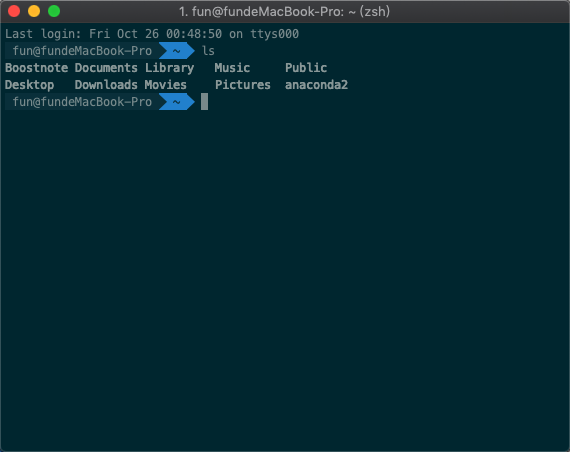 1. fun@fundeMacBook-Pro: ~ (zsh)
Last login: Fri Oct 26 00:48:50 on ttys000
fun@fundeMacBook-Pro ~ ls
Boostnote Documents Library Music Public
Desktop Downloads Movies Pictures anaconda2
fun@fundeMacBook-Pro ~